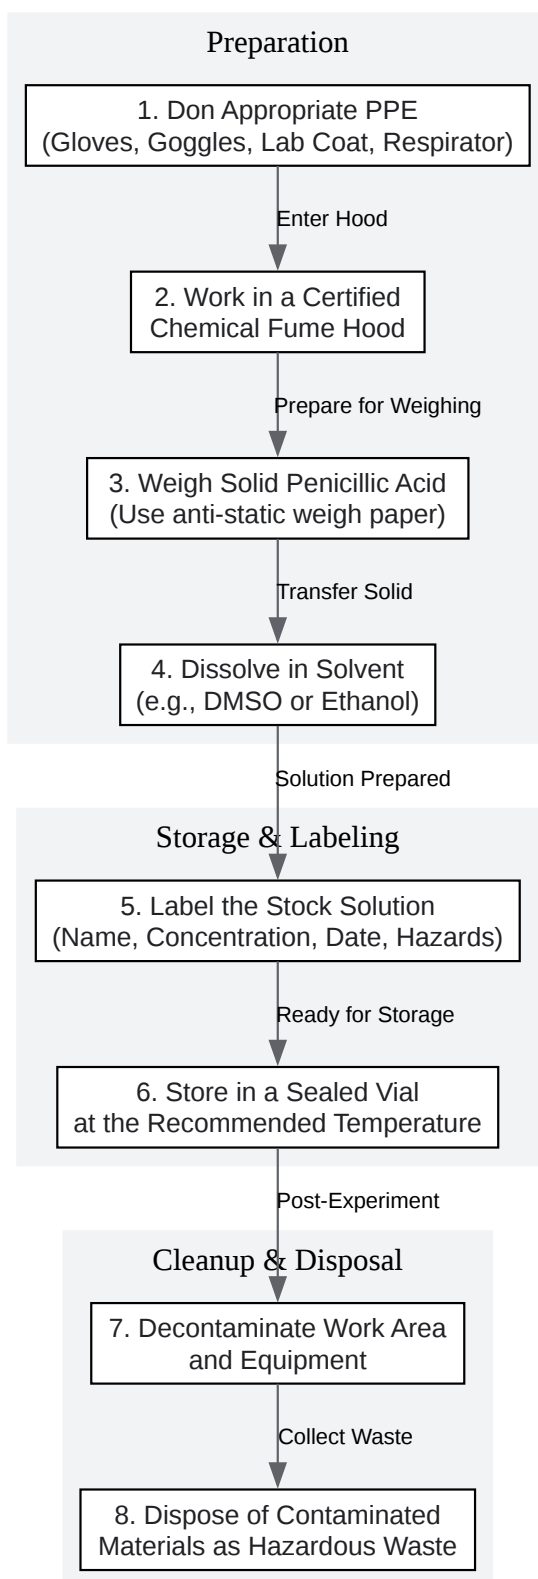 Preparation
1. Don Appropriate PPE
(Gloves, Goggles, Lab Coat, Respirator)
Enter Hood
2. Work in a Certified
Chemical Fume Hood
Prepare for Weighing
3. Weigh Solid Penicillic Acid
(Use anti-static weigh paper)
Transfer Solid
4. Dissolve in Solvent
(e.g., DMSO or Ethanol)
Solution Prepared
Storage & Labeling
5. Label the Stock Solution
(Name, Concentration, Date, Hazards)
Ready for Storage
6. Store in a Sealed Vial
at the Recommended Temperature
Post-Experiment
Cleanup & Disposal
7. Decontaminate Work Area
and Equipment
Collect Waste
8. Dispose of Contaminated
Materials as Hazardous Waste